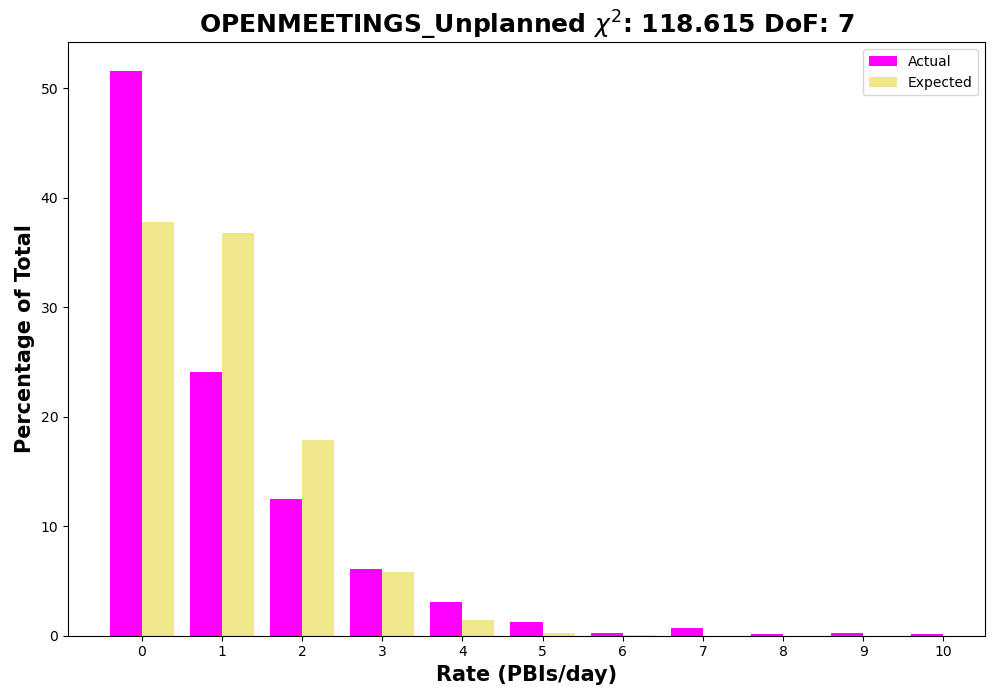 OPENMEETINGS_Unplanned χ²: 118.615 DoF: 7
Actual
Expected
Percentage of Total
50
40
30
20
10
0
0 1 2 3 4 5 6 7 8 9 10
Rate (PBIs/day)